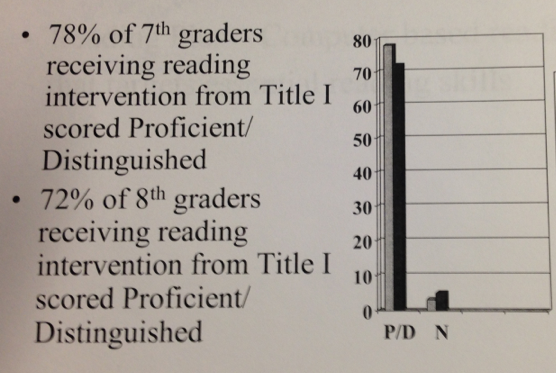 • 78% of 7th graders
receiving reading
intervention from Title I
scored Proficient/
Distinguished
• 72% of 8th graders
receiving reading
intervention from Title I
scored Proficient/
Distinguished
80
70
60
50
40
30
20
10
0
P/D N